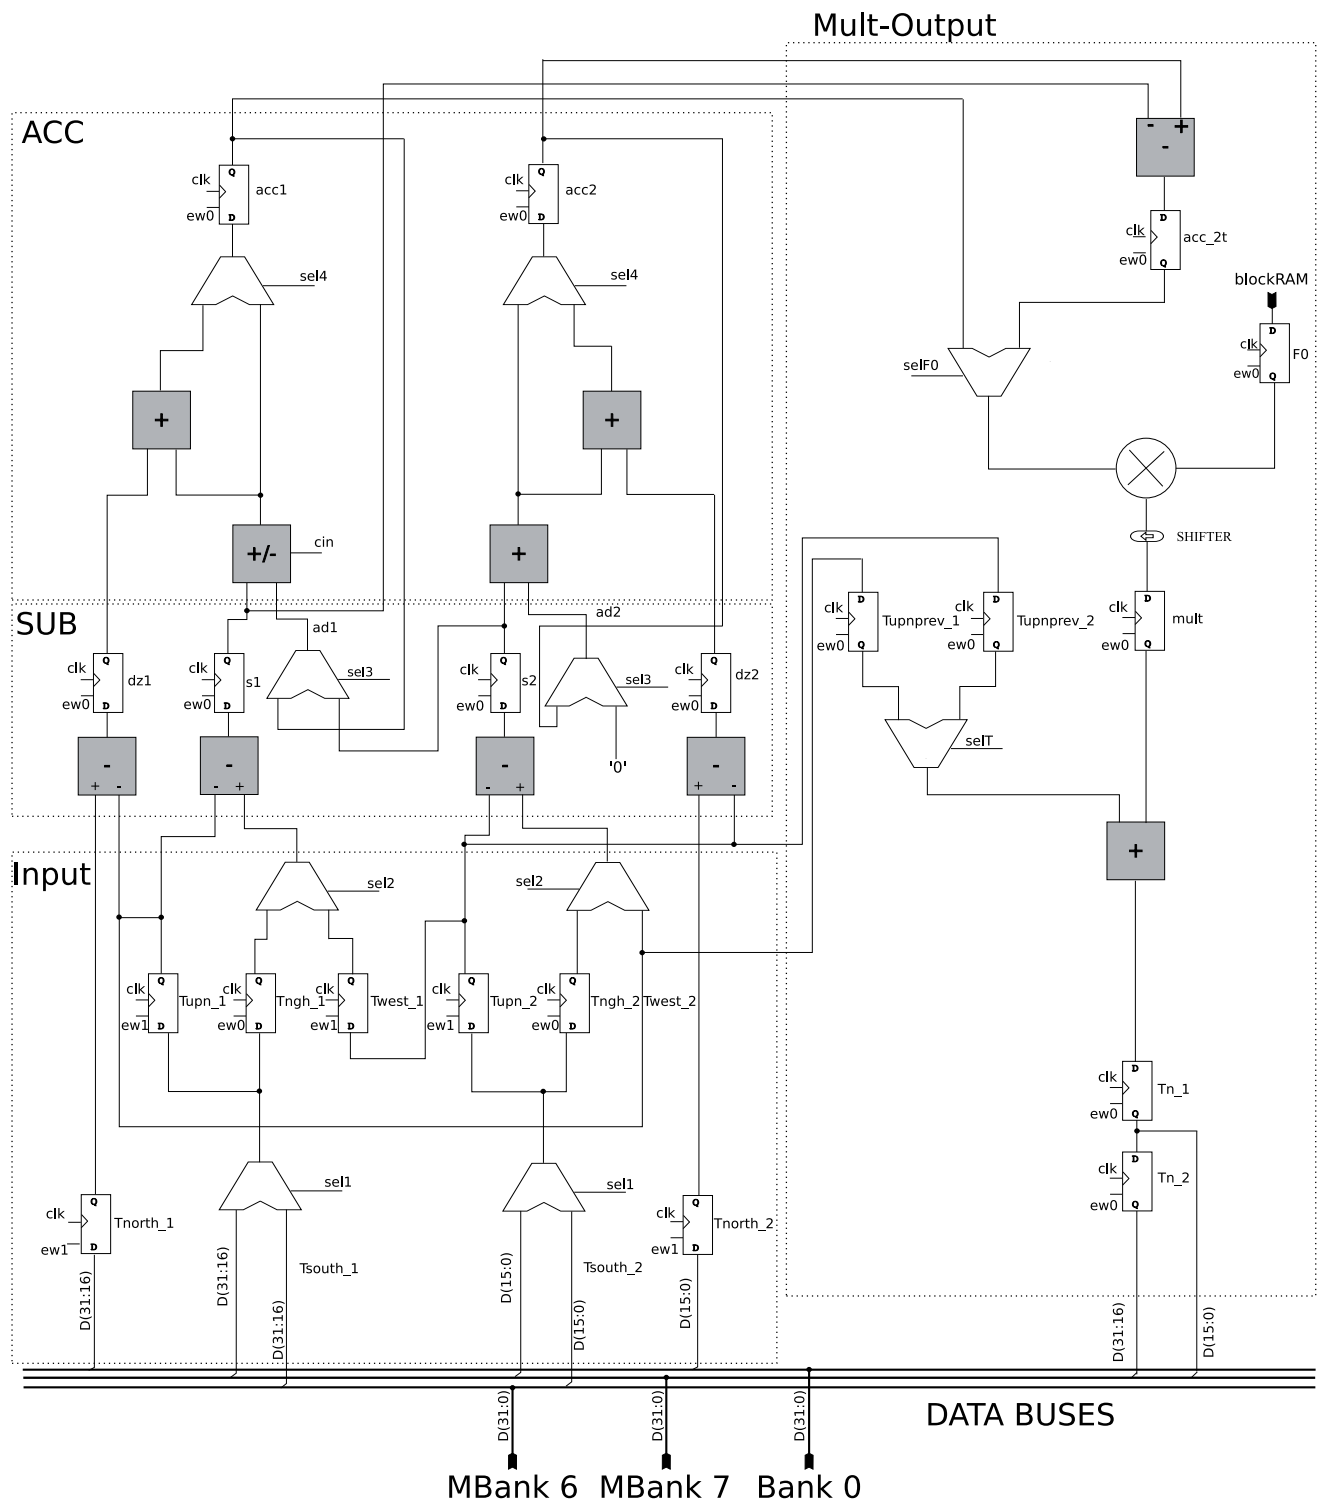 Mult-Output
ACC
- +
-
Q
clk
acc1
ew0
D
Q
clk
acc2
ew0
D
D
clk
acc_2t
ew0
Q
sel4
sel4
blockRAM
D
clk
F0
ew0
Q
selF0
+
+
+/-
cin
+
SHIFTER
SUB
ad1
ad2
D
clk
Tupnprev_1
ew0
Q
D
clk
Tupnprev_2
ew0
Q
D
clk
mult
ew0
Q
Q
clk
dz1
ew0
D
Q
clk
s1
ew0
D
sel3
Q
clk
s2
ew0
D
sel3
Q
clk
dz2
ew0
D
'0'
selT
-
+ -
-
- +
-
- +
-
+ -
+
Input
sel2
sel2
Q
clk
Tupn_1
ew1
D
Q
clk
Tngh_1
ew0
D
Q
clk
Twest_1
ew1
D
Q
clk
Tupn_2
ew1
D
Q
clk
Tngh_2
ew0
D
Twest_2
D
clk
Tn_1
ew0
Q
D
clk
Tn_2
ew0
Q
sel1
sel1
Q
clk
Tnorth_1
ew1
D
Q
clk
Tnorth_2
ew1
D
Tsouth_1
Tsouth_2
D(31:16)
D(31:16)
D(31:16)
D(15:0)
D(15:0)
D(15:0)
D(31:16)
D(15:0)
D(31:0)
D(31:0)
D(31:0)
DATA BUSES
MBank 6 MBank 7 Bank 0